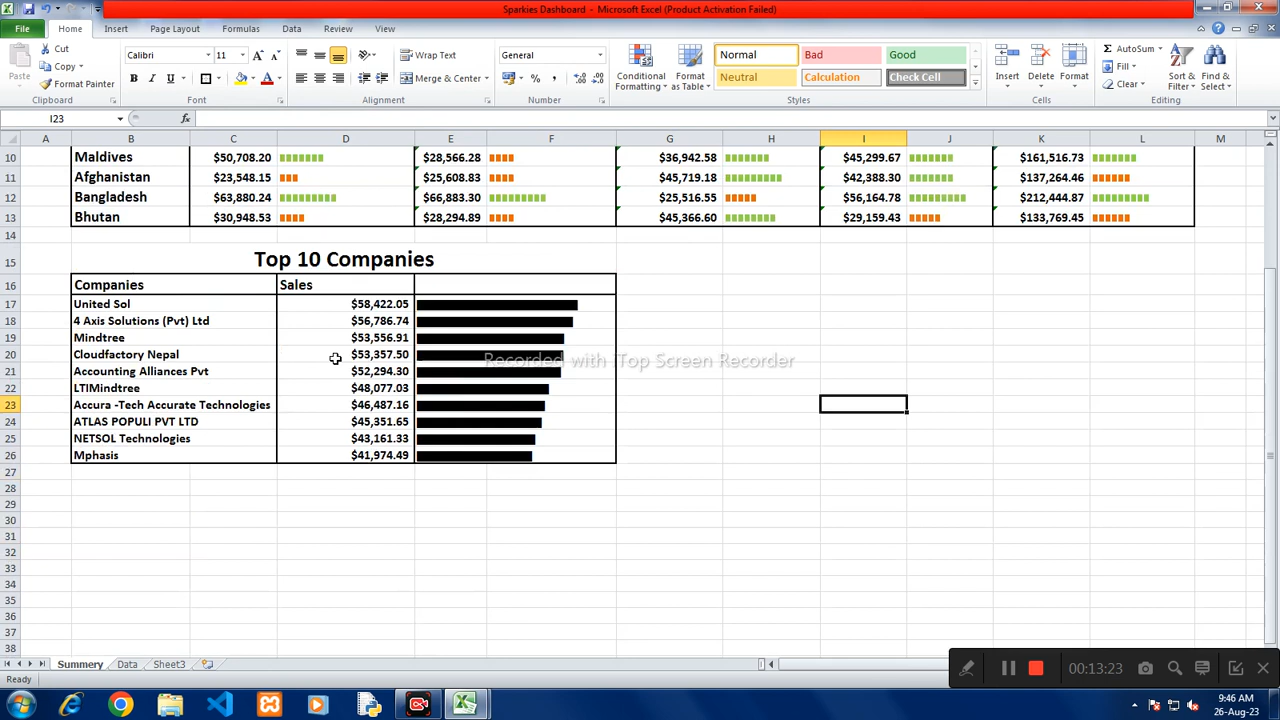 Sparkies Dashboard - Microsoft Excel (Product Activation Failed)
File Home Insert Page Layout Formulas Data Review View
Cut
Copy
Format Painter
Paste
Clipboard
Calibri 11
B I U
Font
Wrap Text
Merge & Center
Alignment
General
$ % ,
Number
Conditional Formatting
Format as Table
Normal Bad Good
Neutral Calculation Check Cell
Styles
Insert Delete Format
Cells
AutoSum
Fill
Clear
Sort & Filter
Find & Select
Editing
I23 fx
A B C D E F G H I J K L M
10 Maldives $50,708.20 $28,566.28 $36,942.58 $45,299.67 $161,516.73
11 Afghanistan $23,548.15 $25,608.83 $45,719.18 $42,388.30 $137,264.46
12 Bangladesh $63,880.24 $66,883.30 $25,516.55 $56,164.78 $212,444.87
13 Bhutan $30,948.53 $28,294.89 $45,366.60 $29,159.43 $133,769.45
14
15 Top 10 Companies
16 Companies Sales
17 United Sol $58,422.05
18 4 Axis Solutions (Pvt) Ltd $56,786.74
19 Mindtree $53,556.91
20 Cloudfactory Nepal $53,357.50
Recorded with iTop Screen Recorder
21 Accounting Alliances Pvt $52,294.30
22 LTIMindtree $48,077.03
23 Accura -Tech Accurate Technologies $46,487.16
24 ATLAS POPULI PVT LTD $45,351.65
25 NETSOL Technologies $43,161.33
26 Mphasis $41,974.49
27
28
29
30
31
32
33
34
35
36
37
38
Summary Data Sheet3
Ready
00:13:23
9:46 AM
26-Aug-23